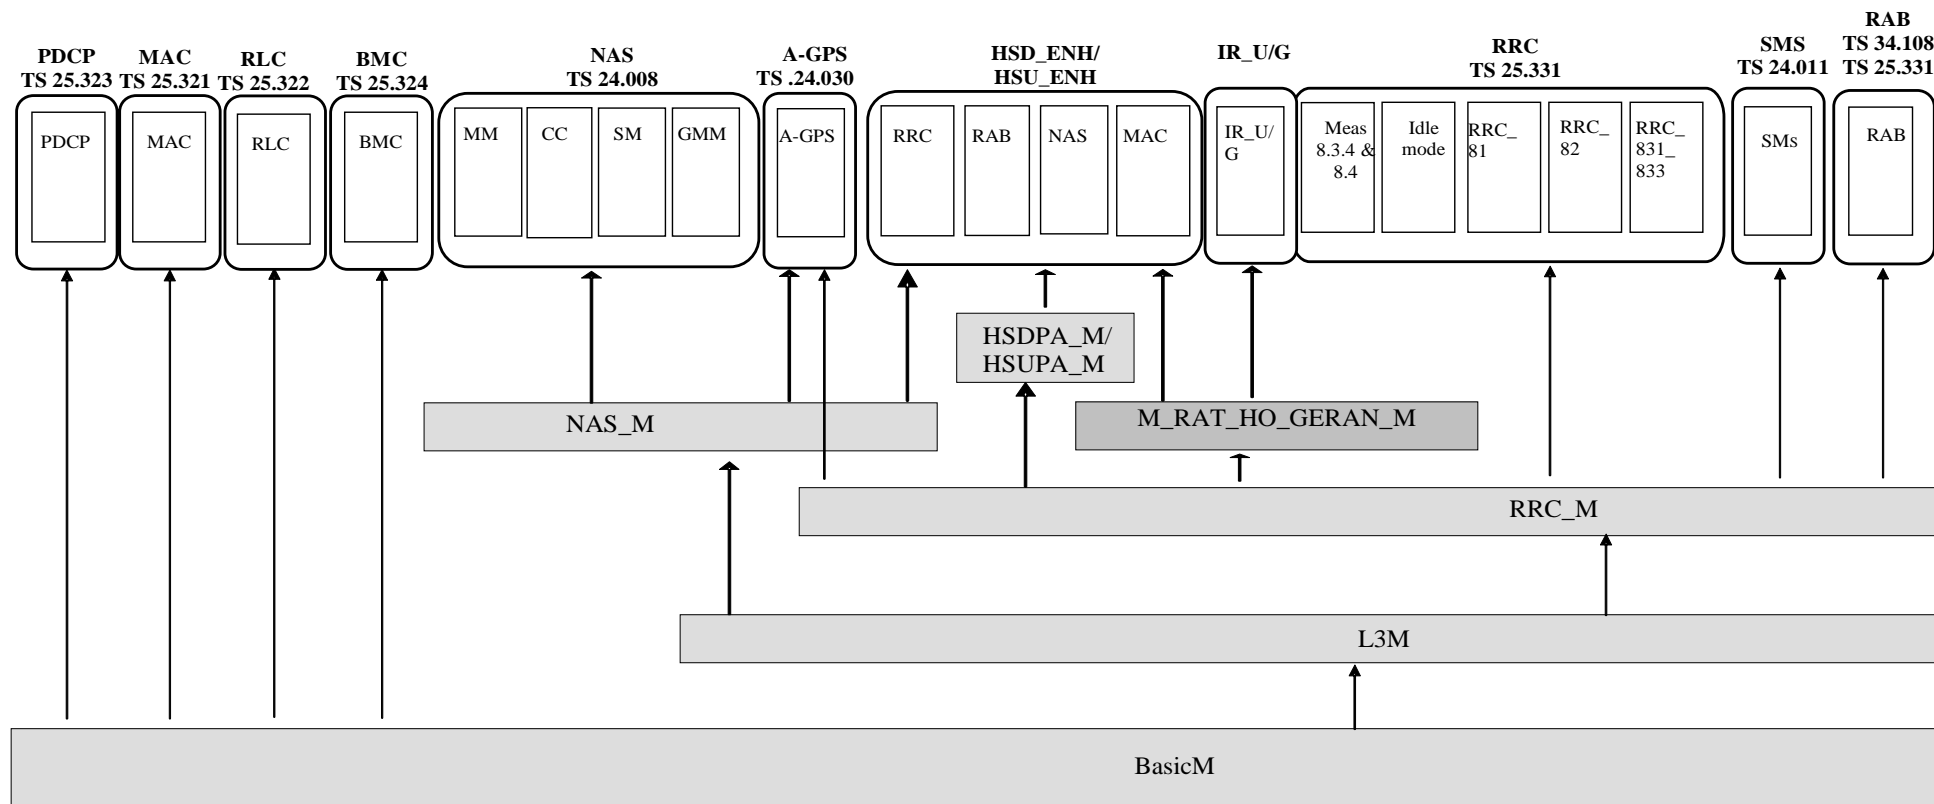 PDCP
TS 25.323
MAC
TS 25.321
RLC
TS 25.322
BMC
TS 25.324
NAS
TS 24.008
A-GPS
TS .24.030
HSD_ENH/
HSU_ENH
IR_U/G
RRC
TS 25.331
SMS
TS 24.011
RAB
TS 34.108
TS 25.331
PDCP
MAC
RLC
BMC
MM
CC
SM
GMM
A-GPS
RRC
RAB
NAS
MAC
IR_U/
G
Meas
8.3.4 &
8.4
Idle
mode
RRC_
81
RRC_
82
RRC_
831_
833
SMs
RAB
HSDPA_M/
HSUPA_M
NAS_M
M_RAT_HO_GERAN_M
RRC_M
L3M
BasicM